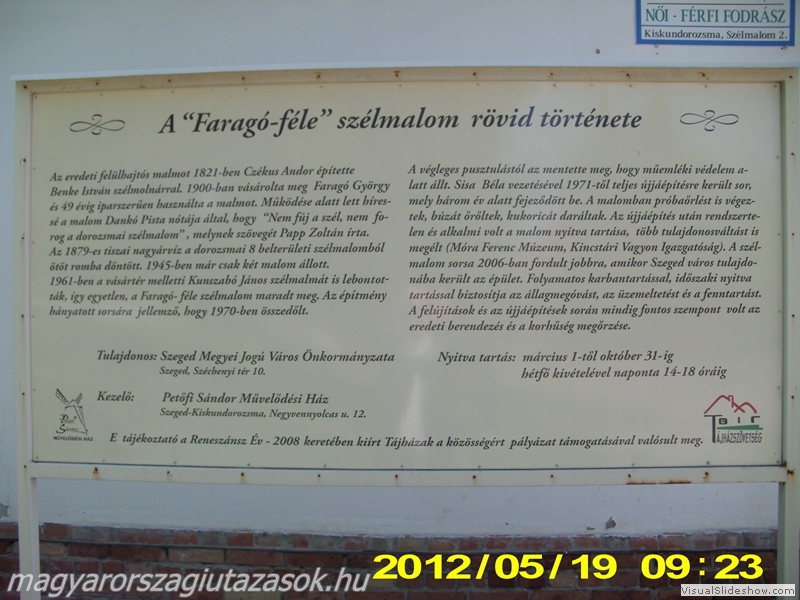 NŐI - FÉRFI FODRÁSZ
Kiskundorozsma, Szélmalom 2.
A "Faragó-féle" szélmalom rövid története
Az eredeti felülhajtós malmot 1821-ben Czékus Andor építtette
Benke István szélmolnárral. 1900-ban vásárolta meg Faragó György
és 49 évig iparszerűen használta a malmot. Működése alatt lett híres-
sé a malom Dankó Pista nótája által, hogy "Nem fúj a szél, nem fo-
rog a dorozsmai szélmalom", melynek szövegét Papp Zoltán írta.
Az 1879-es tiszai nagyárvíz a dorozsmai 8 belterületi szélmalomból
ötöt romba döntött. 1945-ben már csak két malom állott.
1961-ben a vásártér melletti Kunszabó János szélmalmát is lebontot-
ták, így egyetlen, a Faragó- féle szélmalom maradt meg. Az építmény
hányatott sorsára jellemző, hogy 1970-ben összedőlt.
A végleges pusztulástól az mentette meg, hogy műemléki védelem a-
latt állt. Sisa Béla vezetésével 1971-től teljes újjáépítésre került sor,
mely három év alatt fejeződött be. A malomban próbaőrlést is végez-
tek, búzát őröltek, kukoricát daráltak. Az újjáépítés után rendszerte-
len és alkalmi volt a malom nyitva tartása, több tulajdonosváltást is
megélt (Móra Ferenc Múzeum, Kincstári Vagyon Igazgatóság). A szél-
malom sorsa 2006-ban fordult jobbra, amikor Szeged város tulajdo-
nába került az épület. Folyamatos karbantartással, időszaki nyitva
tartással biztosítja az állagmegóvást, az üzemeltetést és a fenntartást.
A felújítások és az újjáépítések során mindig fontos szempont volt az
eredeti berendezés és a korhűség megőrzése.
Tulajdonos: Szeged Megyei Jogú Város Önkormányzata
Szeged, Széchenyi tér 10.
Kezelő: Petőfi Sándor Művelődési Ház
Szeged-Kiskundorozsma, Negyvennyolcas u. 12.
Nyitva tartás: március 1-től október 31-ig
hétfő kivételével naponta 14-18 óráig
MŰVELŐDÉSI HÁZ
TÁJHÁZSZÖVETSÉG
E tájékoztató a Reneszánsz Év - 2008 keretében kiírt Tájházak a közösségért pályázat támogatásával valósult meg.
2012/05/19 09:23
magyarorszagiutazasok.hu
VisualSlideshow.com